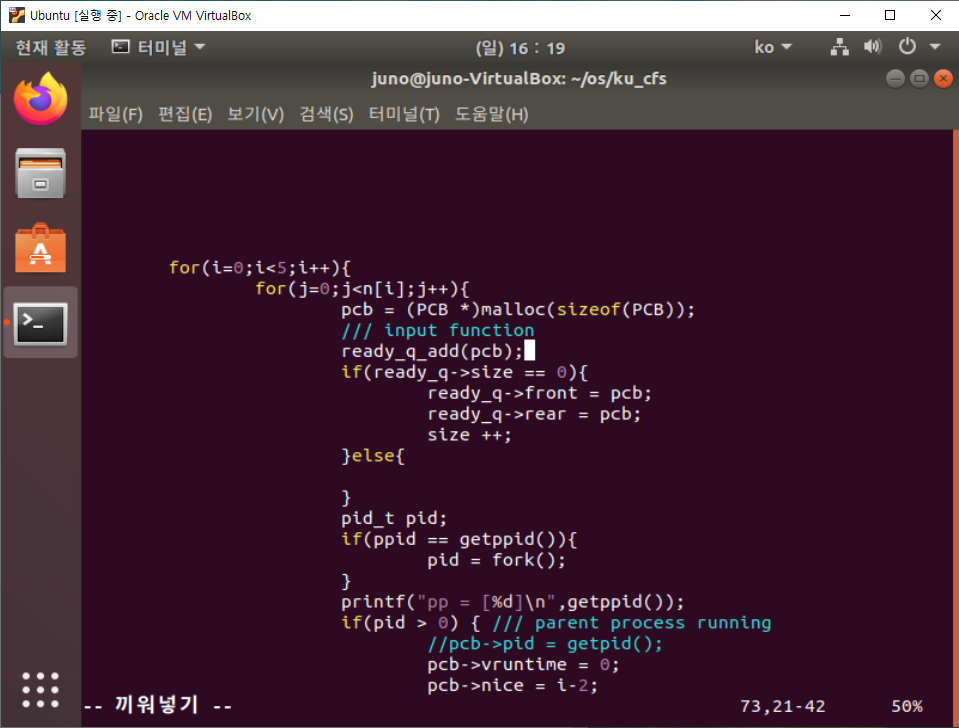 Ubuntu [실행 중] - Oracle VM VirtualBox
현재 활동 터미널 (일) 16 : 19 ko
juno@juno-VirtualBox: ~/os/ku_cfs
파일(F) 편집(E) 보기(V) 검색(S) 터미널(T) 도움말(H)
for(i=0;i<5;i++){
for(j=0;j<n[i];j++){
pcb = (PCB *)malloc(sizeof(PCB));
/// input function
ready_q_add(pcb);
if(ready_q->size == 0){
ready_q->front = pcb;
ready_q->rear = pcb;
size ++;
}else{
}
pid_t pid;
if(ppid == getppid()){
pid = fork();
}
printf("pp = [%d]\n",getppid());
if(pid > 0) { /// parent process running
//pcb->pid = getpid();
pcb->vruntime = 0;
pcb->nice = i-2;
-- 끼워넣기 -- 73,21-42 50%